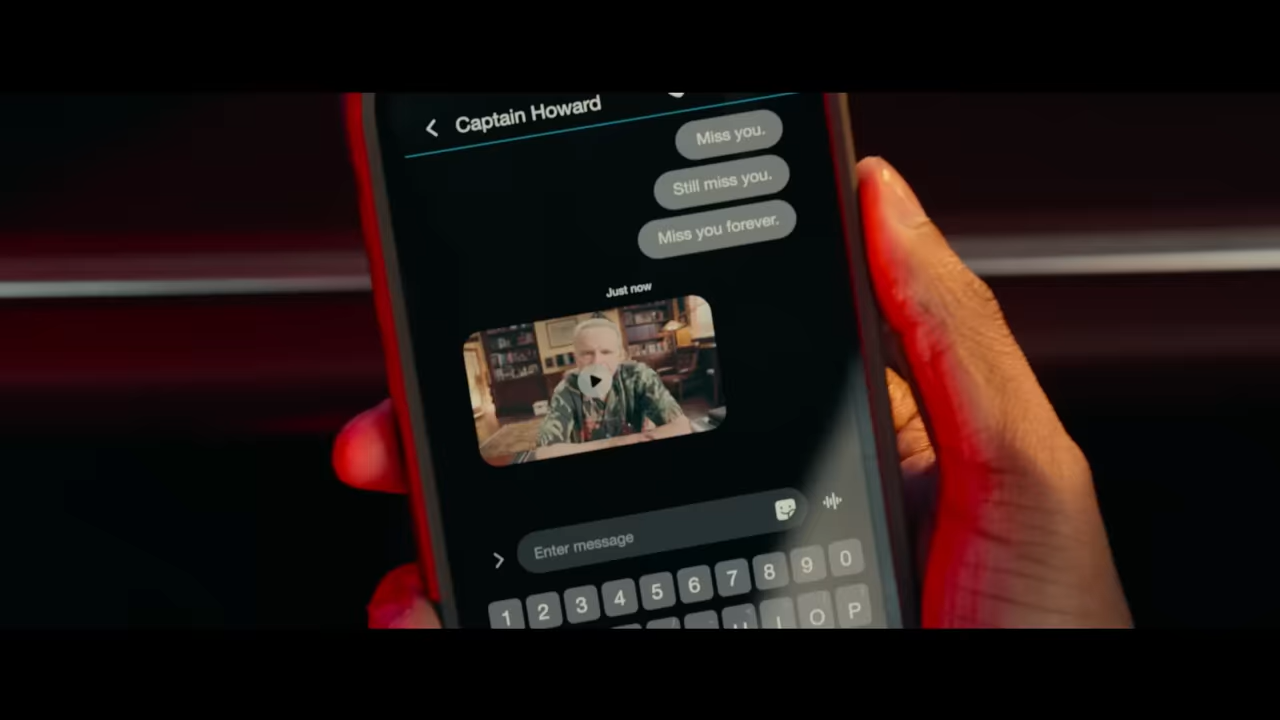 Captain Howard
Miss you.
Still miss you.
Miss you forever.
Just now
Enter message
1 2 3 4 5 6 7 8 9 0
U I O P